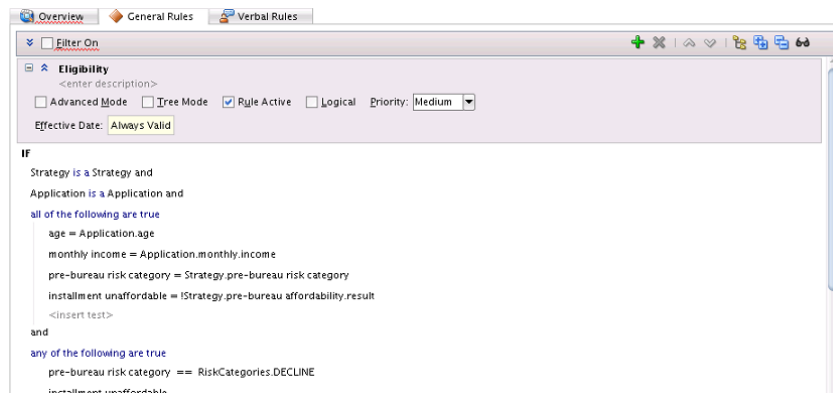 Overview General Rules Verbal Rules
Filter On
Eligibility
<enter description>
Advanced Mode Tree Mode Rule Active Logical Priority: Medium
Effective Date: Always Valid
IF
Strategy is a Strategy and
Application is a Application and
all of the following are true
age = Application.age
monthly income = Application.monthly.income
pre-bureau risk category = Strategy.pre-bureau risk category
installment unaffordable = !Strategy.pre-bureau affordability.result
<insert test>
and
any of the following are true
pre-bureau risk category == RiskCategories.DECLINE
installment unaffordable